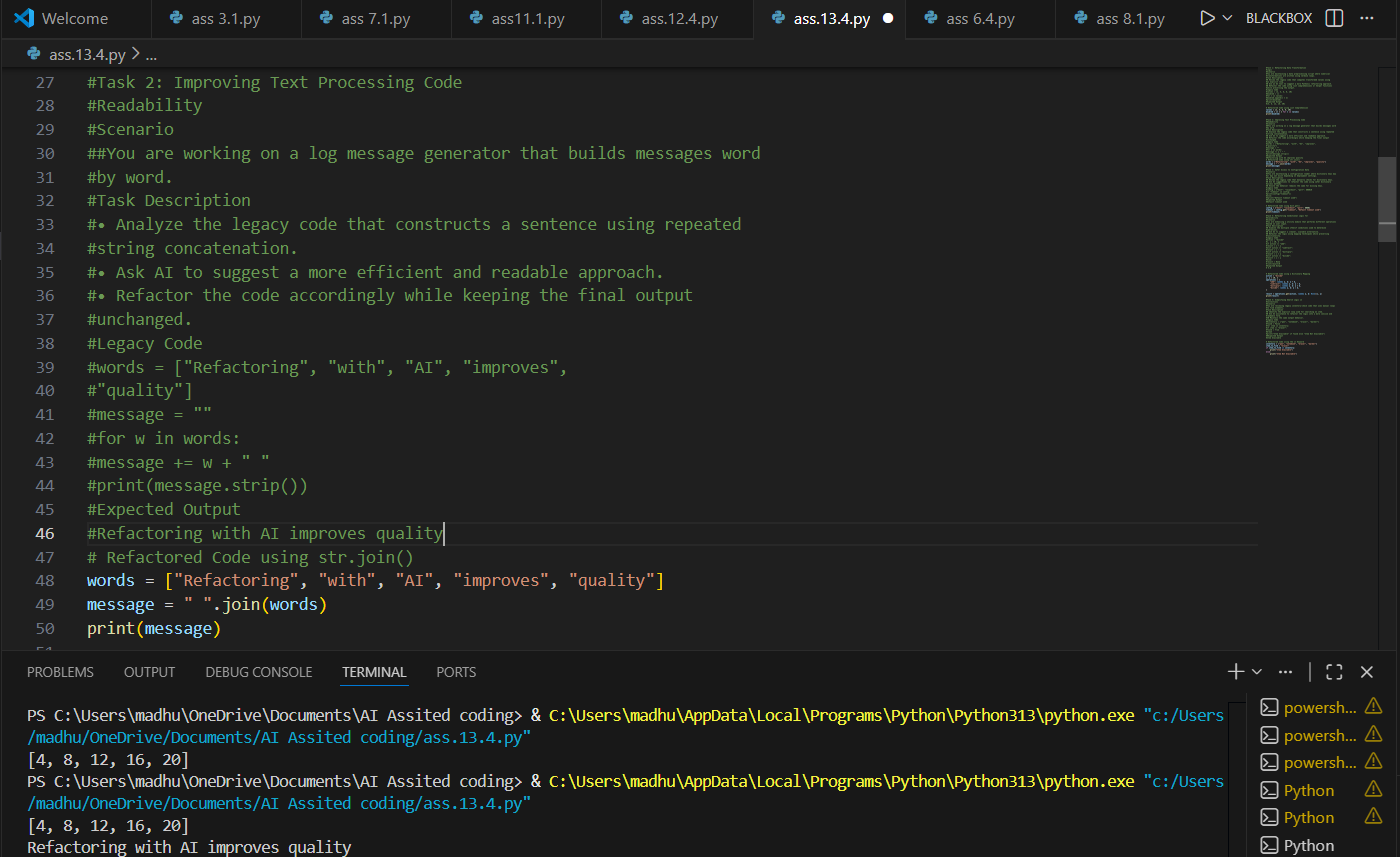 Welcome
ass 3.1.py
ass 7.1.py
ass11.1.py
ass.12.4.py
ass.13.4.py
ass 6.4.py
ass 8.1.py
BLACKBOX
ass.13.4.py > ...
27 #Task 2: Improving Text Processing Code
28 #Readability
29 #Scenario
30 ##You are working on a log message generator that builds messages word
31 #by word.
32 #Task Description
33 #• Analyze the legacy code that constructs a sentence using repeated
34 #string concatenation.
35 #• Ask AI to suggest a more efficient and readable approach.
36 #• Refactor the code accordingly while keeping the final output
37 #unchanged.
38 #Legacy Code
39 #words = ["Refactoring", "with", "AI", "improves",
40 #"quality"]
41 #message = ""
42 #for w in words:
43 #message += w + " "
44 #print(message.strip())
45 #Expected Output
46 #Refactoring with AI improves quality
47 # Refactored Code using str.join()
48 words = ["Refactoring", "with", "AI", "improves", "quality"]
49 message = " ".join(words)
50 print(message)
51
PROBLEMS
OUTPUT
DEBUG CONSOLE
TERMINAL
PORTS
PS C:\Users\madhu\OneDrive\Documents\AI Assited coding> & C:\Users\madhu\AppData\Local\Programs\Python\Python313\python.exe "c:/Users
/madhu/OneDrive/Documents/AI Assited coding/ass.13.4.py"
[4, 8, 12, 16, 20]
PS C:\Users\madhu\OneDrive\Documents\AI Assited coding> & C:\Users\madhu\AppData\Local\Programs\Python\Python313\python.exe "c:/Users
/madhu/OneDrive/Documents/AI Assited coding/ass.13.4.py"
[4, 8, 12, 16, 20]
Refactoring with AI improves quality
powersh...
powersh...
powersh...
Python
Python
Python